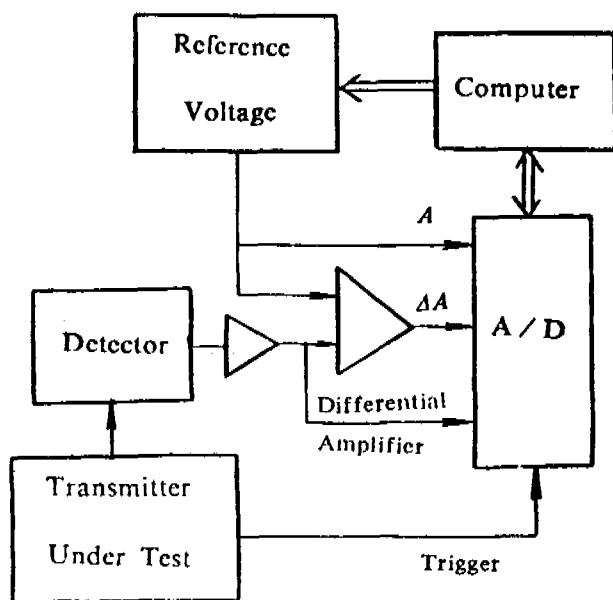 Reference
Voltage
Computer
A
ΔA
A/D
Detector
Differential
Amplifier
Transmitter
Under Test
Trigger